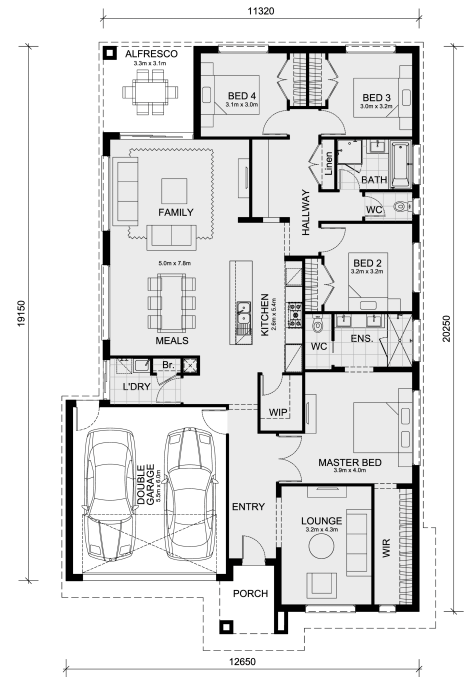 11320
ALFRESCO
3.3m x 3.1m
BED 4
3.1m x 3.0m
BED 3
3.0m x 3.2m
Linen
BATH
WC
FAMILY
HALLWAY
5.0m x 7.8m
BED 2
3.2m x 3.2m
19150
20250
KITCHEN
2.6m x 5.4m
MEALS
WC
ENS.
Br.
L'DRY
WIP
MASTER BED
3.9m x 4.0m
DOUBLE
GARAGE
5.5m x 6.0m
ENTRY
LOUNGE
3.2m x 4.3m
WIR
PORCH
12650